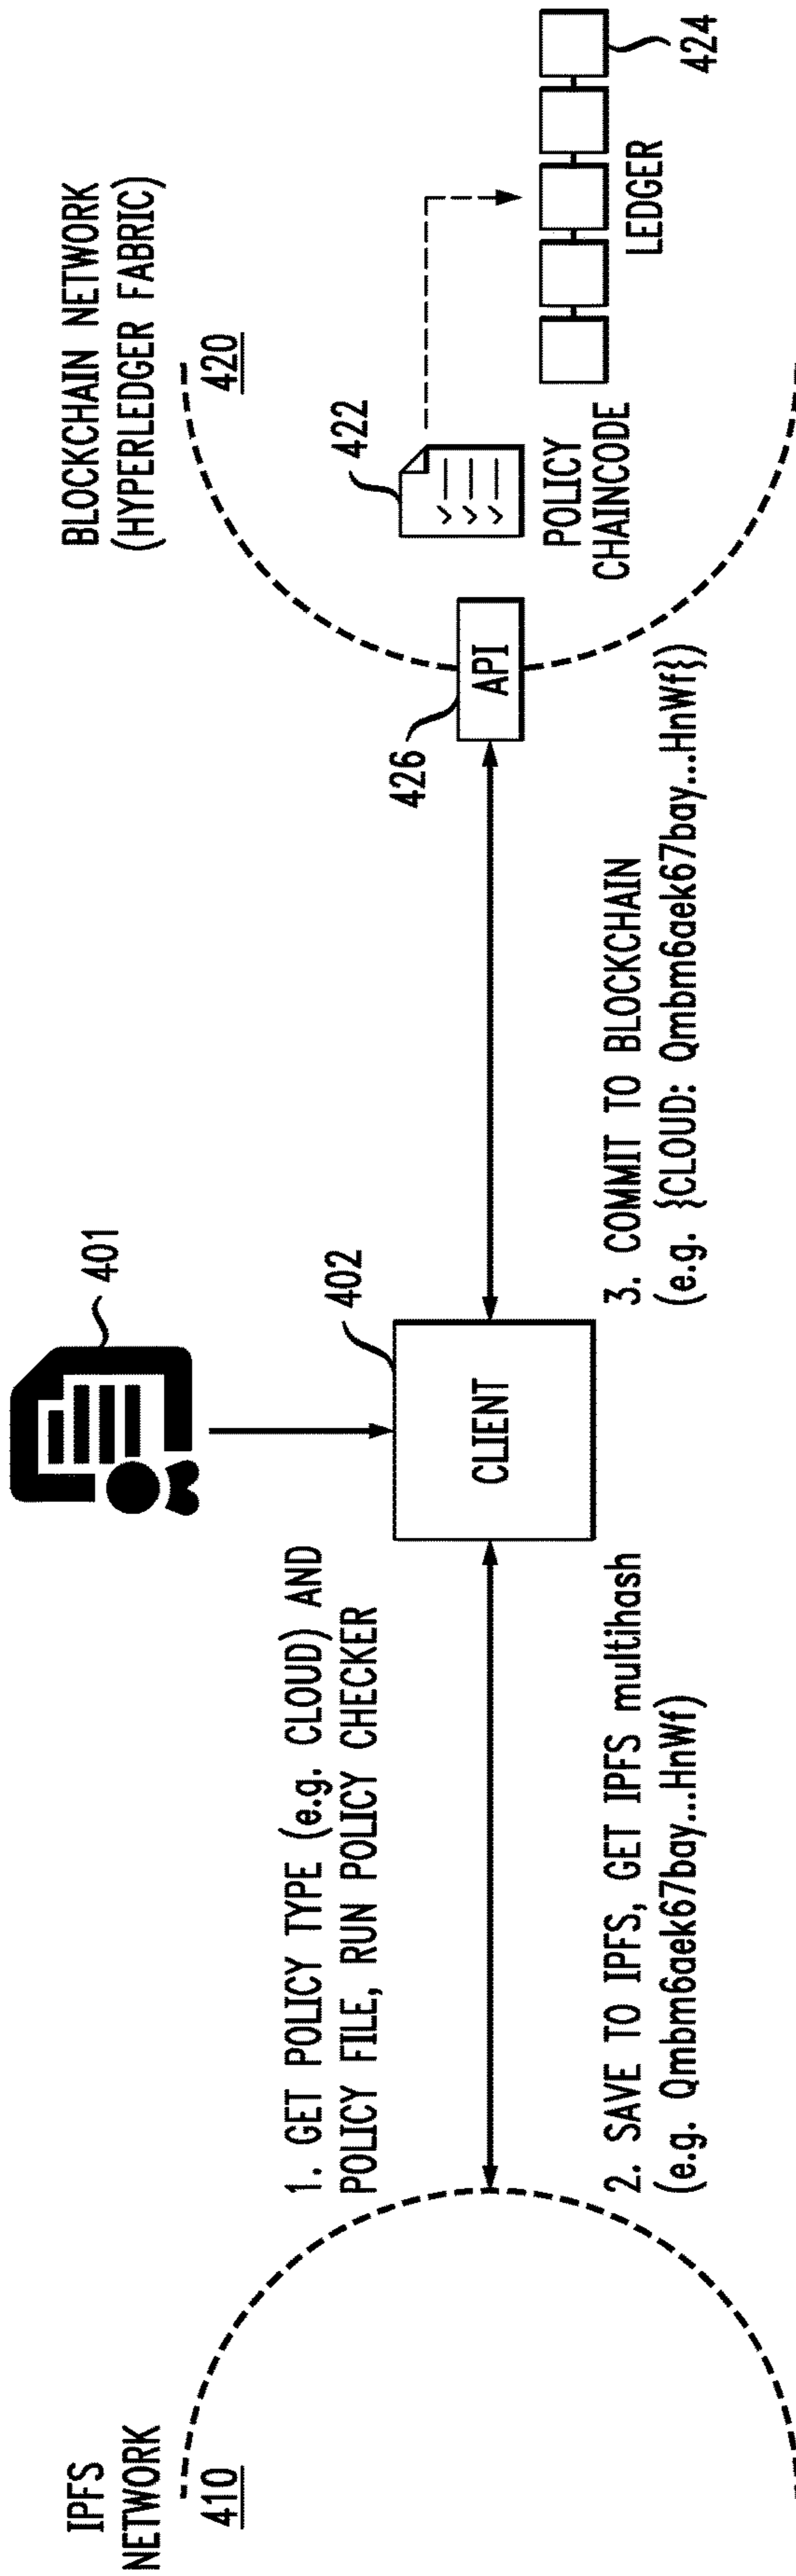 IPFS
NETWORK
410
1. GET POLICY TYPE (e.g. CLOUD) AND
POLICY FILE, RUN POLICY CHECKER
2. SAVE TO IPFS, GET IPFS multihash
(e.g. Qmbm6aek67bay...HnWf)
401
402
CLIENT
3. COMMIT TO BLOCKCHAIN
(e.g. {CLOUD: Qmbm6aek67bay...HnWf})
426
API
BLOCKCHAIN NETWORK
(HYPERLEDGER FABRIC)
420
422
POLICY
CHAINCODE
LEDGER
424